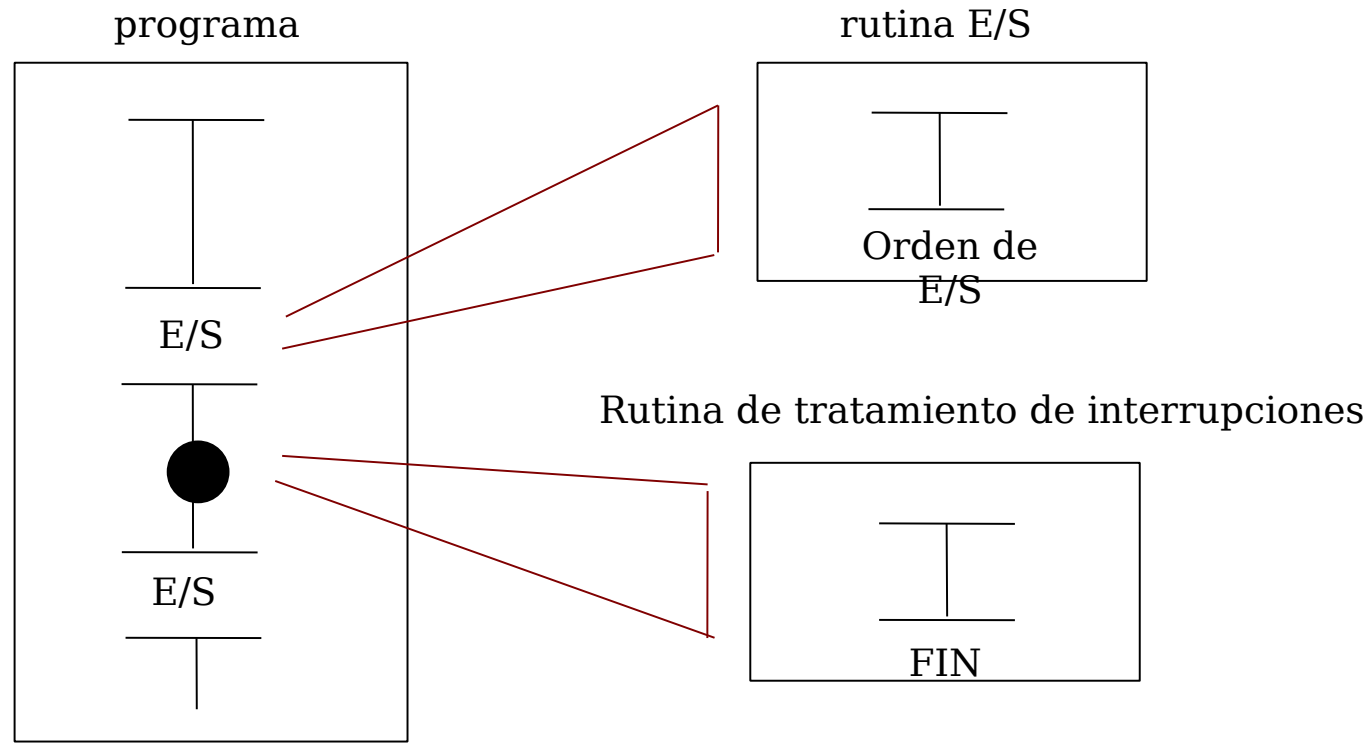 programa
rutina E/S
Orden de
E/S
E/S
Rutina de tratamiento de interrupciones
E/S
FIN